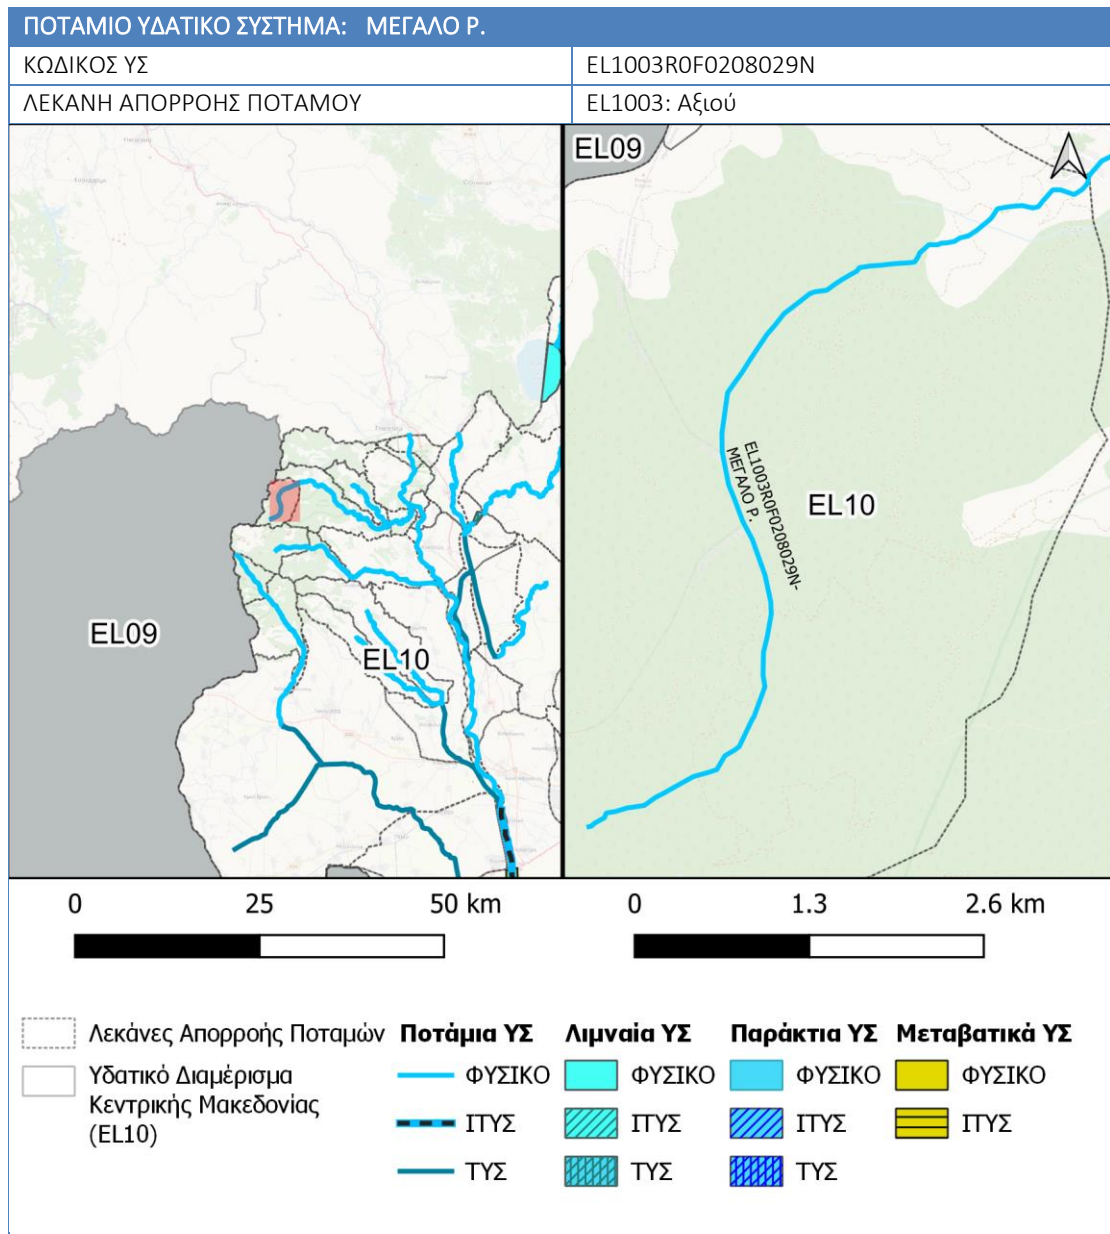 ΠΟΤΑΜΙΟ ΥΔΑΤΙΚΟ ΣΥΣΤΗΜΑ: ΜΕΓΑΛΟ Ρ.
ΚΩΔΙΚΟΣ ΥΣ EL1003R0F0208029N
ΛΕΚΑΝΗ ΑΠΟΡΡΟΗΣ ΠΟΤΑΜΟΥ EL1003: Αξιού
EL09
EL10
EL09
EL1003R0F0208029N-
ΜΕΓΑΛΟ Ρ.
EL10
0 25 50 km
0 1.3 2.6 km
Λεκάνες Απορροής Ποταμών
Υδατικό Διαμέρισμα
Κεντρικής Μακεδονίας
(EL10)
Ποτάμια ΥΣ
ΦΥΣΙΚΟ
ΙΤΥΣ
ΤΥΣ
Λιμναία ΥΣ
ΦΥΣΙΚΟ
ΙΤΥΣ
ΤΥΣ
Παράκτια ΥΣ
ΦΥΣΙΚΟ
ΙΤΥΣ
ΤΥΣ
Μεταβατικά ΥΣ
ΦΥΣΙΚΟ
ΙΤΥΣ